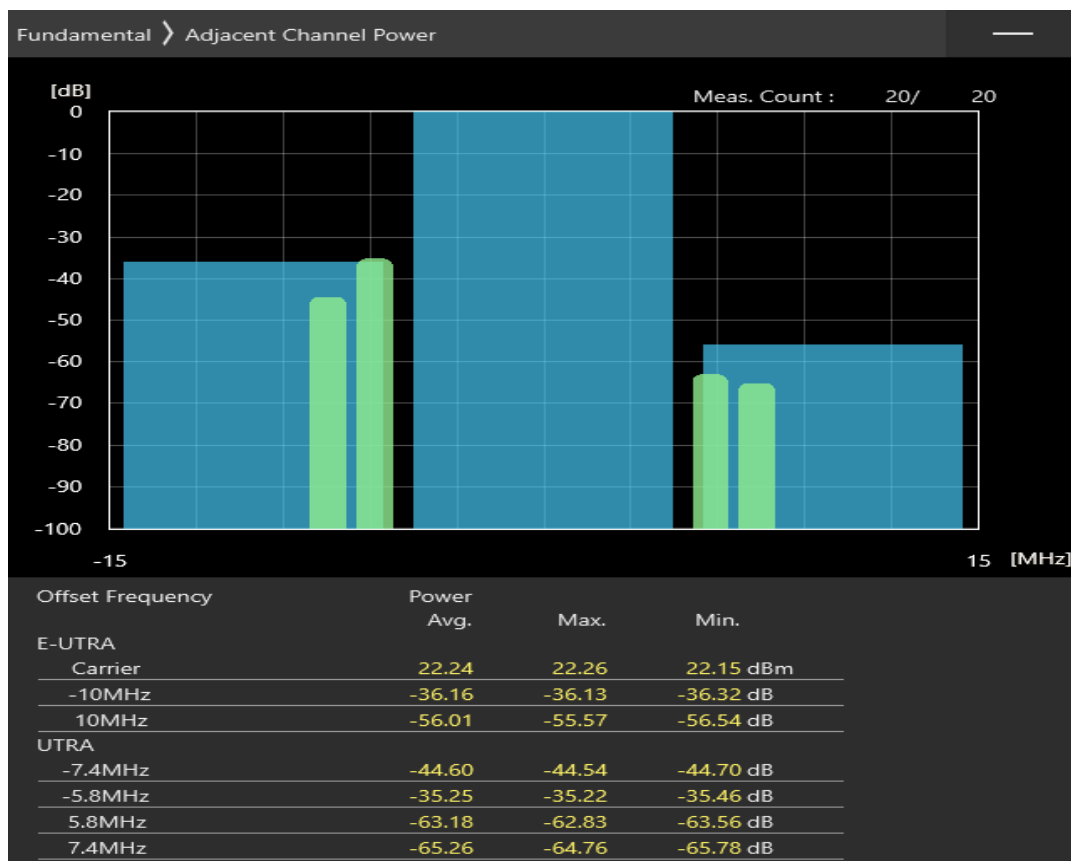 Fundamental ❯ Adjacent Channel Power
[dB]
Meas. Count : 20/ 20
0
-10
-20
-30
-40
-50
-60
-70
-80
-90
-100
-15 15 [MHz]
Offset Frequency Power
Avg. Max. Min.
E-UTRA
Carrier 22.24 22.26 22.15 dBm
-10MHz -36.16 -36.13 -36.32 dB
10MHz -56.01 -55.57 -56.54 dB
UTRA
-7.4MHz -44.60 -44.54 -44.70 dB
-5.8MHz -35.25 -35.22 -35.46 dB
5.8MHz -63.18 -62.83 -63.56 dB
7.4MHz -65.26 -64.76 -65.78 dB